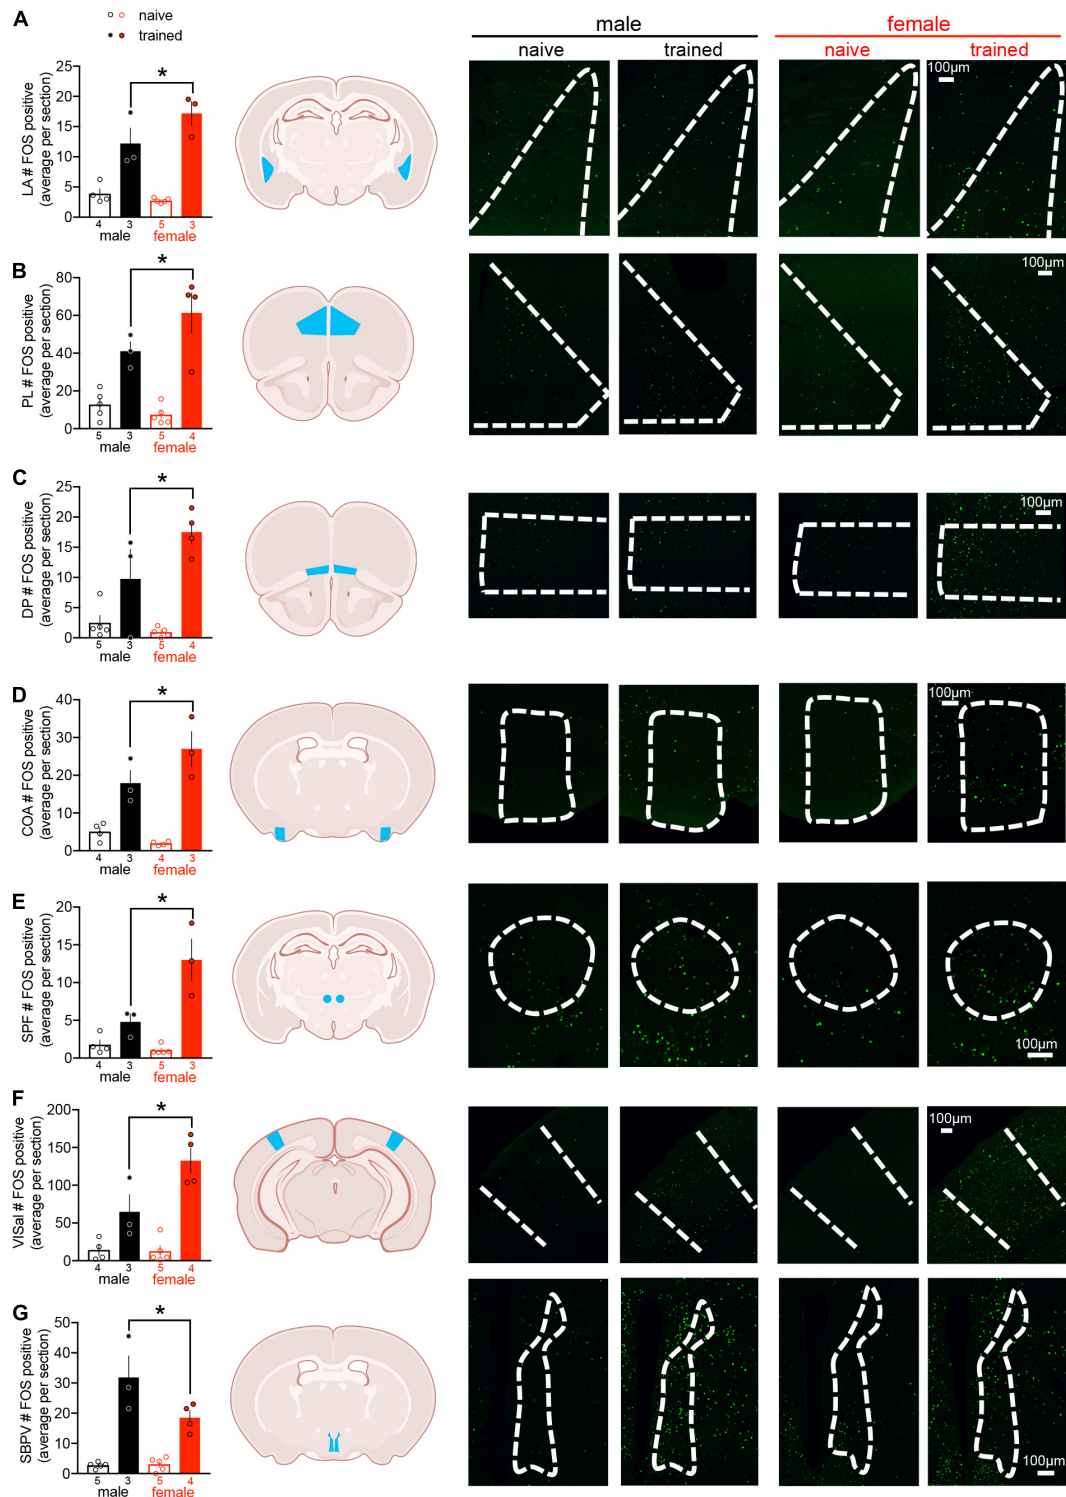 A
naive
trained
male
female
naive
trained
naive
trained
LA # FOS positive
(average per section)
25
20
15
10
5
0
*
4
3
5
3
male
female
100µm
B
PL # FOS positive
(average per section)
80
60
40
20
0
*
5
3
5
4
male
female
100µm
C
DP # FOS positive
(average per section)
25
20
15
10
5
0
*
5
3
5
4
male
female
100µm
D
COA # FOS positive
(average per section)
40
30
20
10
0
*
4
3
4
3
male
female
100µm
E
SPF # FOS positive
(average per section)
20
15
10
5
0
*
4
3
5
3
male
female
100µm
F
VISal # FOS positive
(average per section)
200
150
100
50
0
*
4
3
5
4
male
female
100µm
G
SBPV # FOS positive
(average per section)
50
40
30
20
10
0
*
5
3
5
4
male
female
100µm